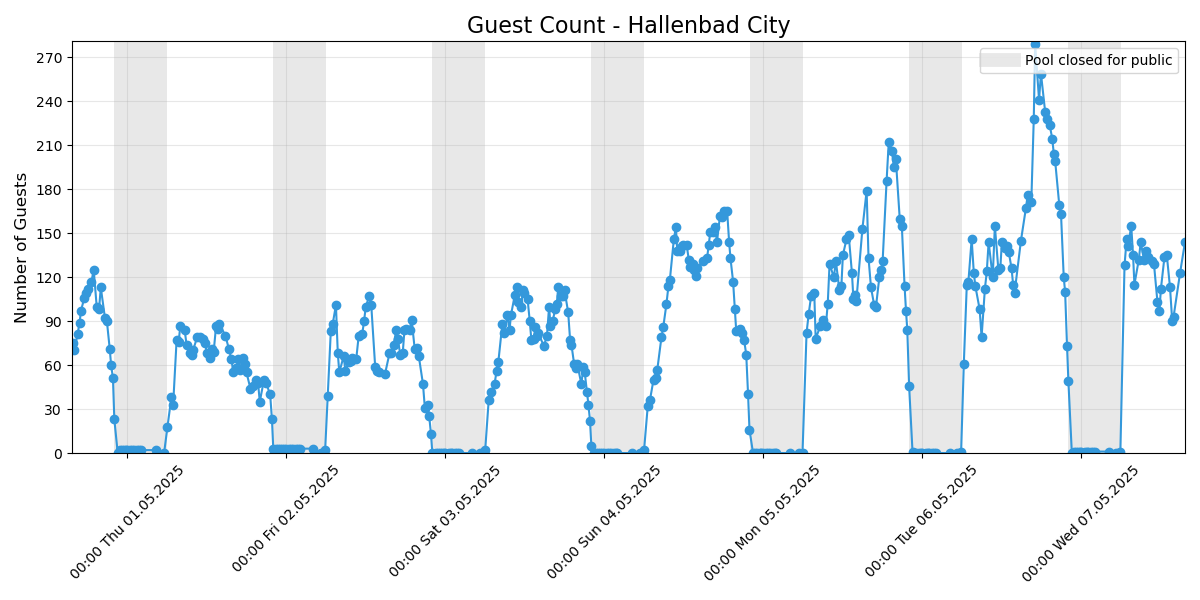 Guest Count - Hallenbad City
Pool closed for public
Number of Guests
270
240
210
180
150
120
90
60
30
0
00:00 Thu 01.05.2025
00:00 Fri 02.05.2025
00:00 Sat 03.05.2025
00:00 Sun 04.05.2025
00:00 Mon 05.05.2025
00:00 Tue 06.05.2025
00:00 Wed 07.05.2025